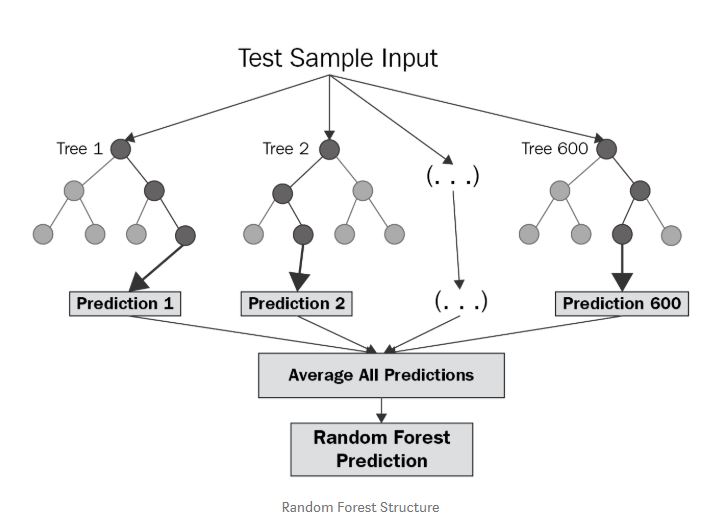 Test Sample Input
Tree 1
Tree 2
(. . .)
Tree 600
Prediction 1
Prediction 2
(. . .)
Prediction 600
Average All Predictions
Random Forest
Prediction
Random Forest Structure